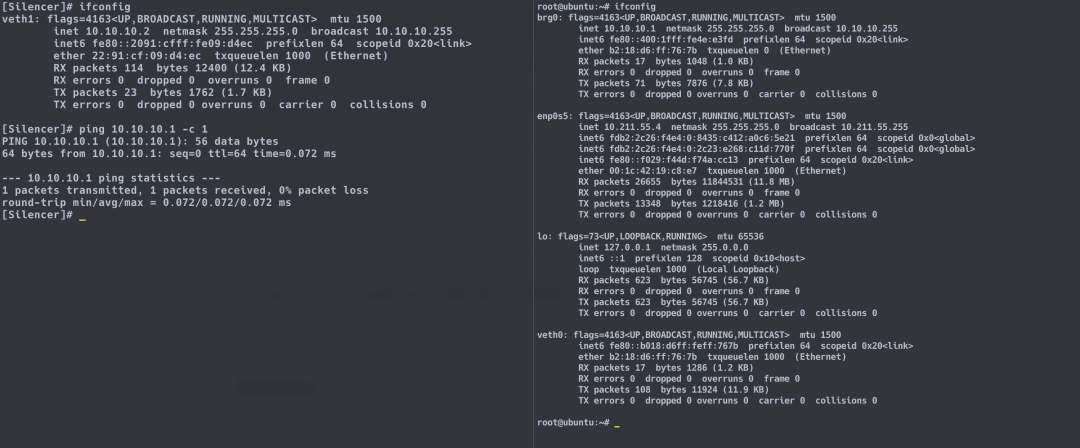 [Silencer]# ifconfig
veth1: flags=4163<UP,BROADCAST,RUNNING,MULTICAST>  mtu 1500
        inet 10.10.10.2  netmask 255.255.255.0  broadcast 10.10.10.255
        inet6 fe80::2091:cfff:fe09:d4ec  prefixlen 64  scopeid 0x20<link>
        ether 22:91:cf:09:d4:ec  txqueuelen 1000  (Ethernet)
        RX packets 114  bytes 12400 (12.4 KB)
        RX errors 0  dropped 0  overruns 0  frame 0
        TX packets 23  bytes 1762 (1.7 KB)
        TX errors 0  dropped 0 overruns 0  carrier 0  collisions 0

[Silencer]# ping 10.10.10.1 -c 1
PING 10.10.10.1 (10.10.10.1): 56 data bytes
64 bytes from 10.10.10.1: seq=0 ttl=64 time=0.072 ms

--- 10.10.10.1 ping statistics ---
1 packets transmitted, 1 packets received, 0% packet loss
round-trip min/avg/max = 0.072/0.072/0.072 ms
[Silencer]# _
root@ubuntu:~# ifconfig
brg0: flags=4163<UP,BROADCAST,RUNNING,MULTICAST>  mtu 1500
        inet 10.10.10.1  netmask 255.255.255.0  broadcast 10.10.10.255
        inet6 fe80::400:1fff:fe4e:e3fd  prefixlen 64  scopeid 0x20<link>
        ether b2:18:d6:ff:76:7b  txqueuelen 0  (Ethernet)
        RX packets 17  bytes 1048 (1.0 KB)
        RX errors 0  dropped 0  overruns 0  frame 0
        TX packets 71  bytes 7876 (7.8 KB)
        TX errors 0  dropped 0 overruns 0  carrier 0  collisions 0

enp0s5: flags=4163<UP,BROADCAST,RUNNING,MULTICAST>  mtu 1500
        inet 10.211.55.4  netmask 255.255.255.0  broadcast 10.211.55.255
        inet6 fdb2:2c26:f4e4:0:8435:c412:a0c6:5e21  prefixlen 64  scopeid 0x0<global>
        inet6 fdb2:2c26:f4e4:0:2c23:e268:c11d:770f  prefixlen 64  scopeid 0x0<global>
        inet6 fe80::f029:f44d:f74a:cc13  prefixlen 64  scopeid 0x20<link>
        ether 00:1c:42:19:c8:e7  txqueuelen 1000  (Ethernet)
        RX packets 26655  bytes 11844531 (11.8 MB)
        RX errors 0  dropped 0  overruns 0  frame 0
        TX packets 13348  bytes 1218416 (1.2 MB)
        TX errors 0  dropped 0 overruns 0  carrier 0  collisions 0

lo: flags=73<UP,LOOPBACK,RUNNING>  mtu 65536
        inet 127.0.0.1  netmask 255.0.0.0
        inet6 ::1  prefixlen 128  scopeid 0x10<host>
        loop  txqueuelen 1000  (Local Loopback)
        RX packets 623  bytes 56745 (56.7 KB)
        RX errors 0  dropped 0  overruns 0  frame 0
        TX packets 623  bytes 56745 (56.7 KB)
        TX errors 0  dropped 0 overruns 0  carrier 0  collisions 0

veth0: flags=4163<UP,BROADCAST,RUNNING,MULTICAST>  mtu 1500
        inet6 fe80::b018:d6ff:feff:767b  prefixlen 64  scopeid 0x20<link>
        ether b2:18:d6:ff:76:7b  txqueuelen 1000  (Ethernet)
        RX packets 17  bytes 1286 (1.2 KB)
        RX errors 0  dropped 0  overruns 0  frame 0
        TX packets 108  bytes 11924 (11.9 KB)
        TX errors 0  dropped 0 overruns 0  carrier 0  collisions 0

root@ubuntu:~# _